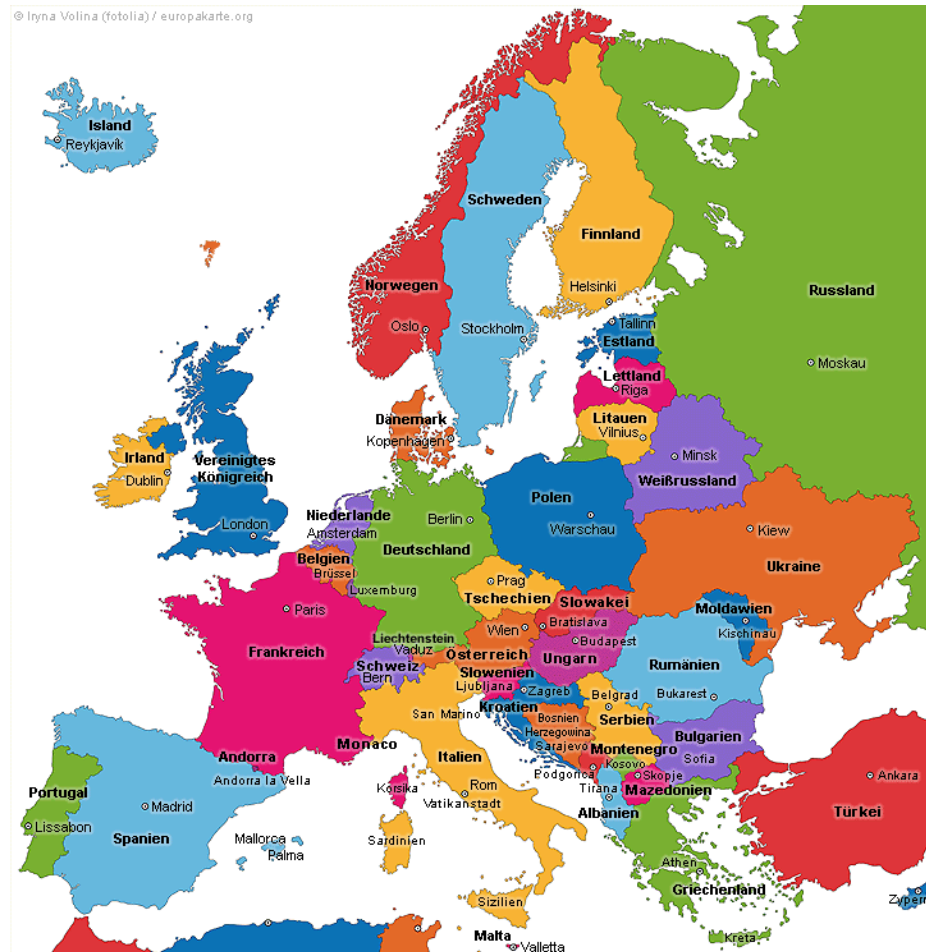 © Iryna Volina (fotolia) / europakarte.org
Island
Reykjavík
Schweden
Finnland
Norwegen
Helsinki
Russland
Oslo
Stockholm
Tallinn
Estland
Moskau
Lettland
Riga
Dänemark
Litauen
Kopenhagen
Vilnius
Irland
Vereinigtes
Königreich
Minsk
Dublin
Weißrussland
Polen
Niederlande
London
Berlin
Warschau
Amsterdam
Kiew
Deutschland
Belgien
Ukraine
Brüssel
Prag
Luxemburg
Tschechien
Paris
Slowakei
Moldawien
Wien
Bratislava
Kischinau
Liechtenstein
Budapest
Frankreich
Vaduz
Österreich
Ungarn
Rumänien
Schweiz
Bern
Slowenien
Ljubljana
Zagreb
Belgrad
Bukarest
Kroatien
San Marino
Bosnien
Herzegowina
Serbien
Bulgarien
Monaco
Sarajevo
Andorra
Italien
Montenegro
Sofia
Kosovo
Andorra la Vella
Podgorica
Skopje
Ankara
Korsika
Rom
Tirana
Mazedonien
Portugal
Vatikanstadt
Madrid
Albanien
Türkei
Lissabon
Spanien
Mallorca
Sardinien
Palma
Athen
Griechenland
Zypern
Sizilien
Malta
Kreta
Valletta